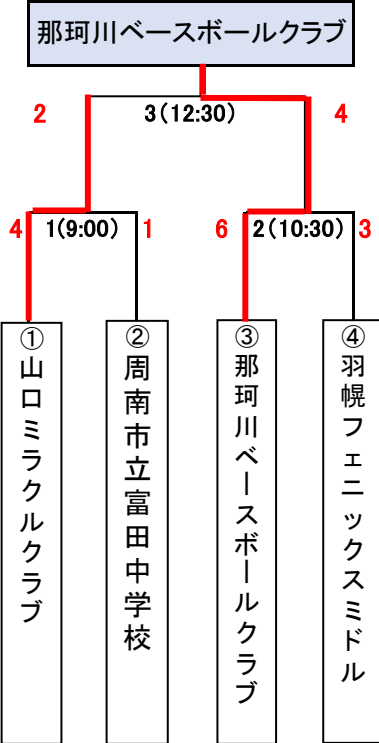 那珂川ベースボールクラブ
2
3(12:30)
4
4
1(9:00)
1
6
2(10:30)
3
①山口ミラクルクラブ
②周南市立富田中学校
③那珂川ベースボールクラブ
④羽幌フェニックスミドル